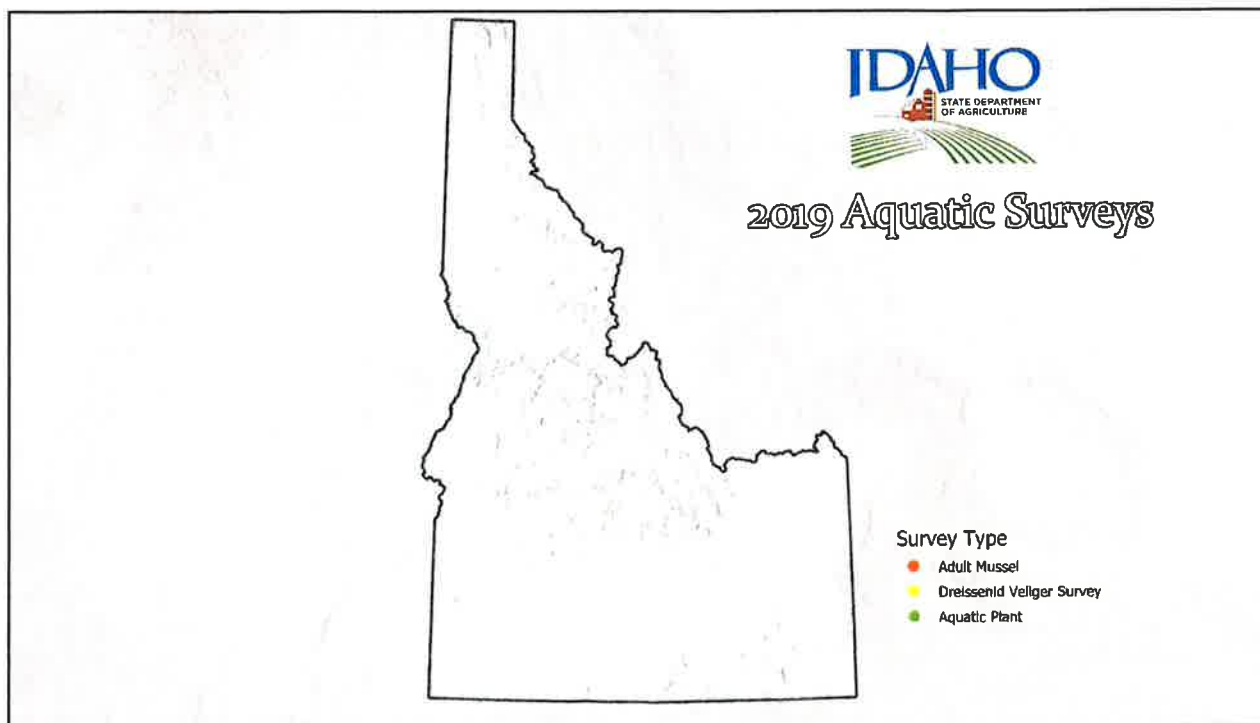 IDAHO
STATE DEPARTMENT
OF AGRICULTURE
2019 Aquatic Surveys
Survey Type
Adult Mussel
Dreissenid Veliger Survey
Aquatic Plant